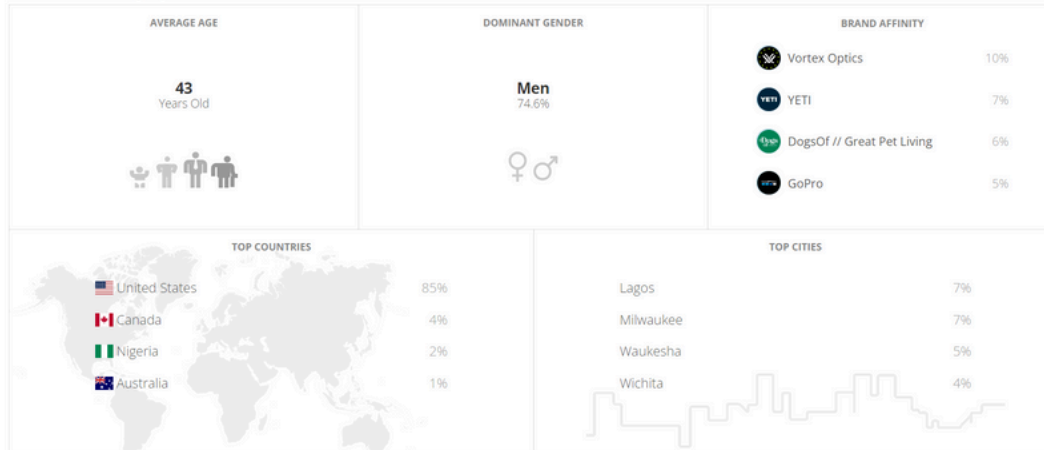 AVERAGE AGE
43
Years Old
DOMINANT GENDER
Men
74.6%
BRAND AFFINITY
Vortex Optics 10%
YETI YETI 7%
Dogs DogsOf // Great Pet Living 6%
GoPro 5%
TOP COUNTRIES
United States 85%
Canada 4%
Nigeria 2%
Australia 1%
TOP CITIES
Lagos 7%
Milwaukee 7%
Waukesha 5%
Wichita 4%